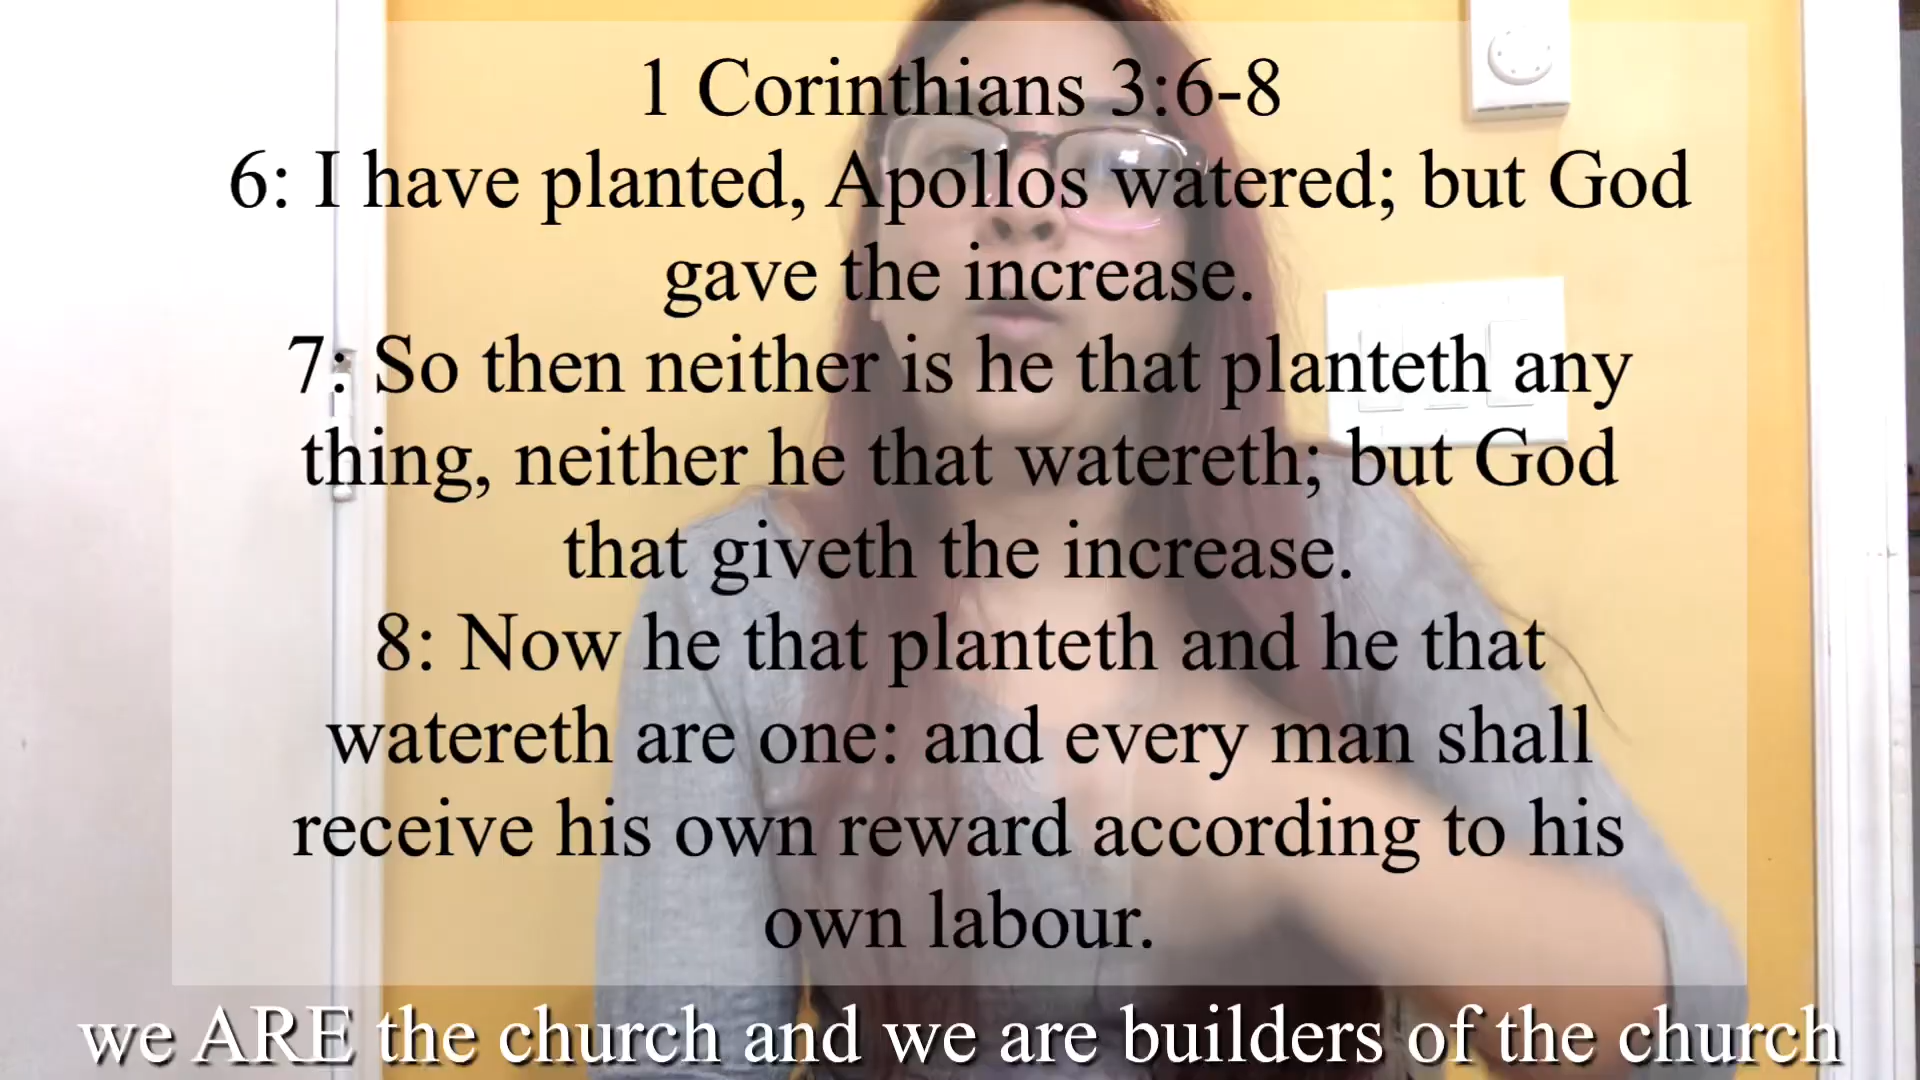 1 Corinthians 3:6-8
6: I have planted, Apollos watered; but God
gave the increase.
7: So then neither is he that planteth any
thing, neither he that watereth; but God
that giveth the increase.
8: Now he that planteth and he that
watereth are one: and every man shall
receive his own reward according to his
own labour.
we ARE the church and we are builders of the church